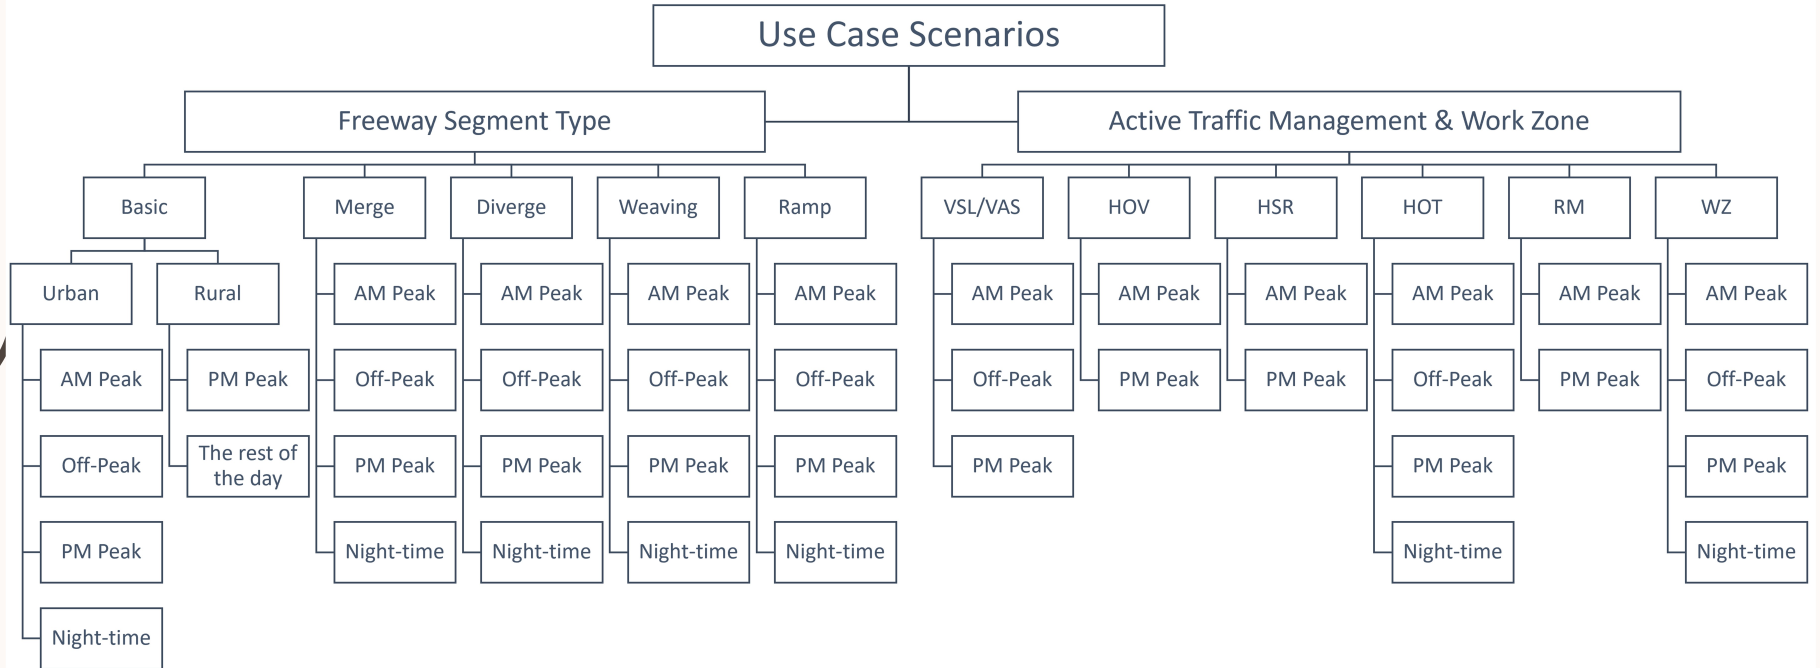 Use Case Scenarios
Freeway Segment Type
Active Traffic Management & Work Zone
Basic
Merge
Diverge
Weaving
Ramp
VSL/VAS
HOV
HSR
HOT
RM
WZ
Urban
Rural
AM Peak
AM Peak
AM Peak
AM Peak
AM Peak
AM Peak
AM Peak
AM Peak
AM Peak
AM Peak
AM Peak
PM Peak
Off-Peak
Off-Peak
Off-Peak
Off-Peak
Off-Peak
PM Peak
PM Peak
Off-Peak
PM Peak
Off-Peak
Off-Peak
The rest of
the day
PM Peak
PM Peak
PM Peak
PM Peak
PM Peak
PM Peak
PM Peak
PM Peak
Night-time
Night-time
Night-time
Night-time
Night-time
Night-time
Night-time